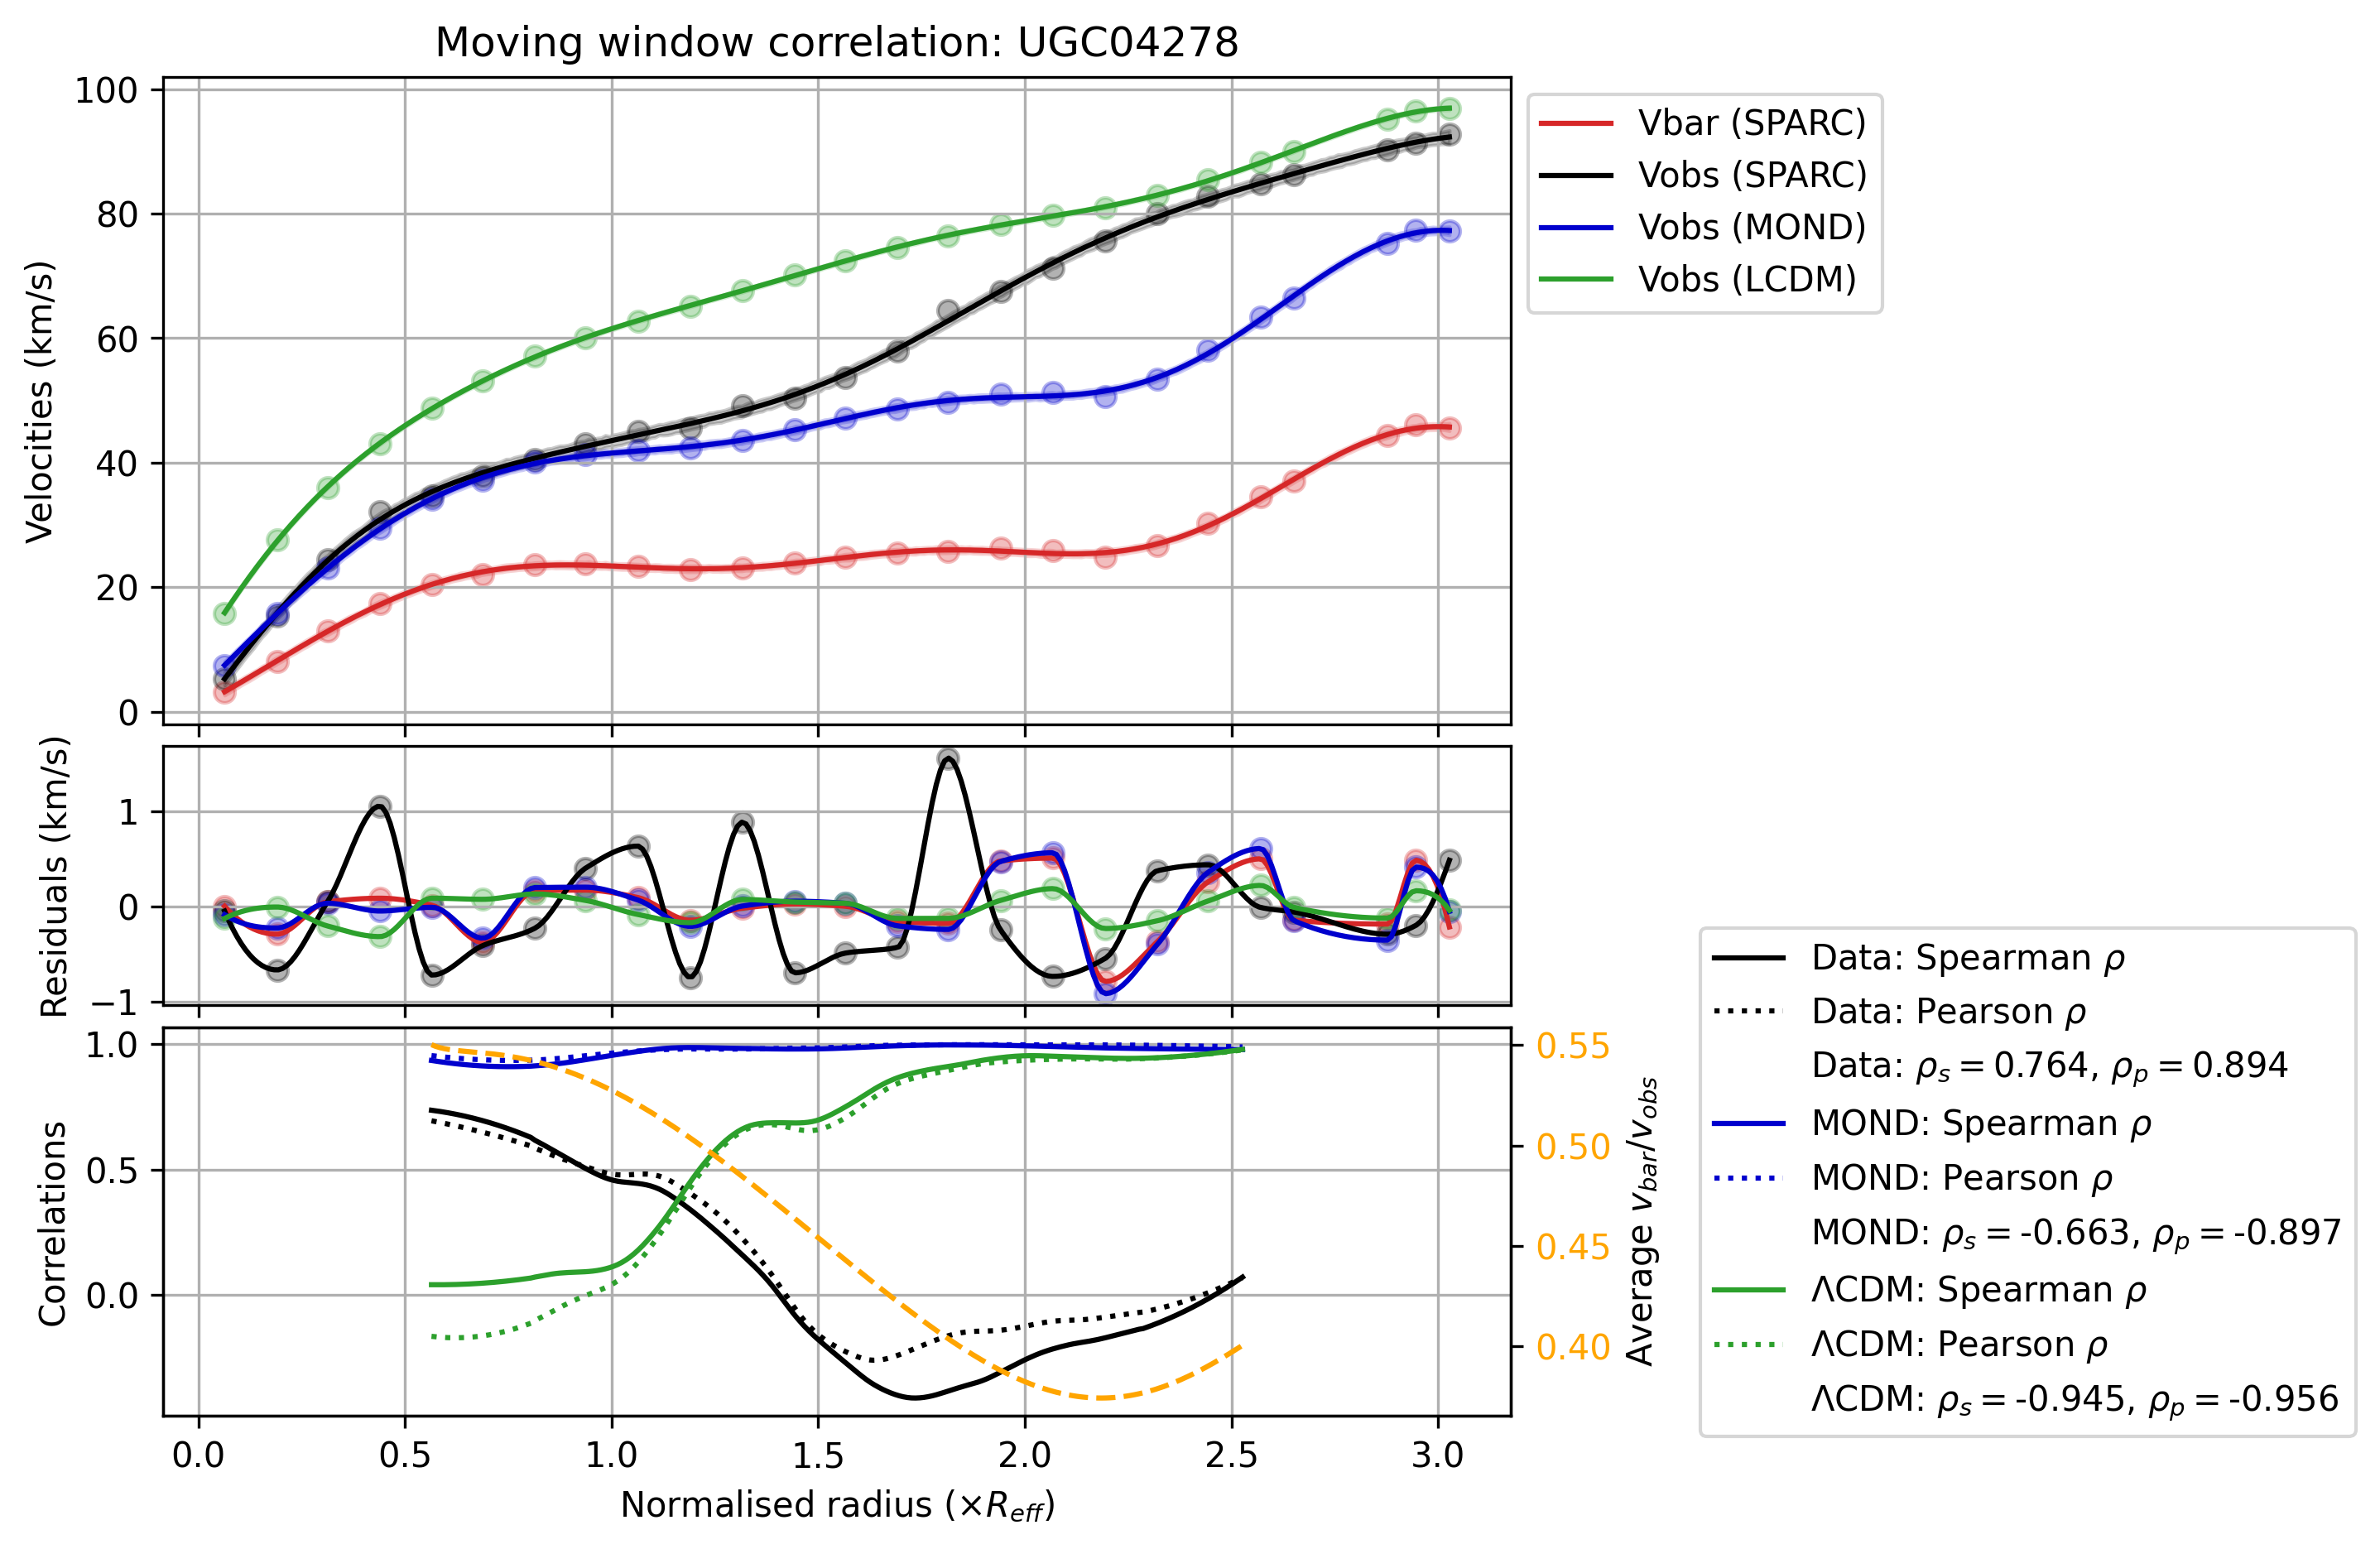 Moving window correlation: UGC04278
100
80
60
40
20
0
Velocities (km/s)
Vbar (SPARC)
Vobs (SPARC)
Vobs (MOND)
Vobs (LCDM)
1
0
−1
Residuals (km/s)
1.0
0.5
0.0
Correlations
0.55
0.50
0.45
0.40
Average v_bar/v_obs
0.0 0.5 1.0 1.5 2.0 2.5 3.0
Normalised radius (×R_eff)
Data: Spearman ρ
Data: Pearson ρ
Data: ρ_s = 0.764, ρ_p = 0.894
MOND: Spearman ρ
MOND: Pearson ρ
MOND: ρ_s = -0.663, ρ_p = -0.897
ΛCDM: Spearman ρ
ΛCDM: Pearson ρ
ΛCDM: ρ_s = -0.945, ρ_p = -0.956